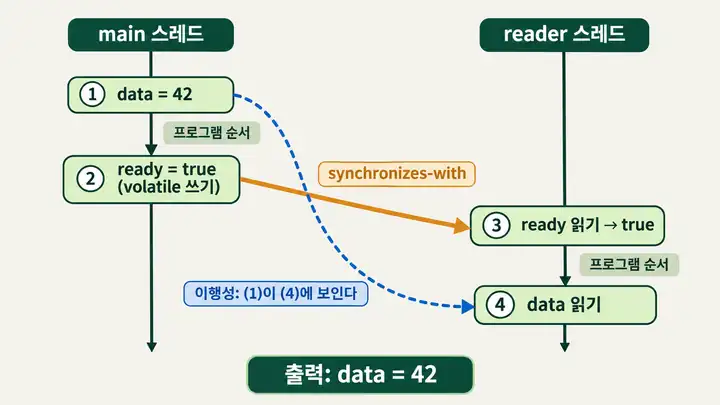 main 스레드
reader 스레드
1 data = 42
프로그램 순서
2 ready = true
(volatile 쓰기)
synchronizes-with
3 ready 읽기 → true
프로그램 순서
이행성: (1)이 (4)에 보인다
4 data 읽기
출력: data = 42